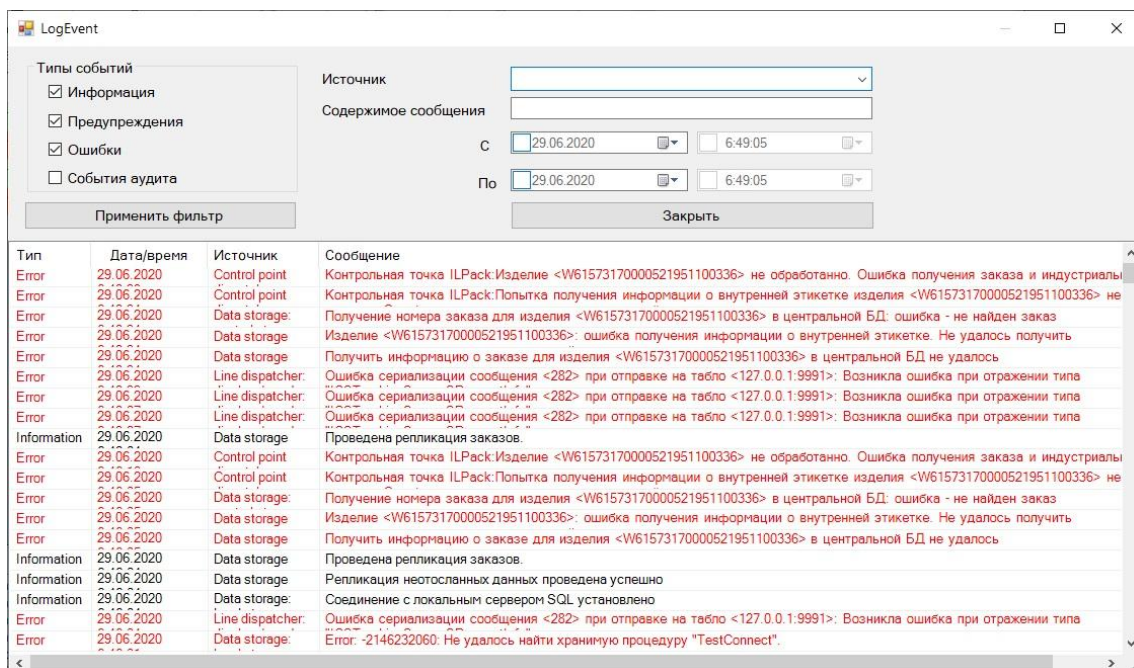 LogEvent
Типы событий
Информация
Предупреждения
Ошибки
События аудита
Источник
Содержимое сообщения
С 29.06.2020 6:49:05
По 29.06.2020 6:49:05
Применить фильтр Закрыть
Тип Дата/время Источник Сообщение
Error 29.06.2020 Control point Контрольная точка ILPack:Изделие <W61573170000521951100336> не обработанно. Ошибка получения заказа и индустриаль
Error 29.06.2020 Control point Контрольная точка ILPack:Попытка получения информации о внутренней этикетке изделия <W61573170000521951100336> не
Error 29.06.2020 Data storage: Получение номера заказа для изделия <W61573170000521951100336> в центральной БД: ошибка - не найден заказ
Error 29.06.2020 Data storage Изделие <W61573170000521951100336>: ошибка получения информации о внутренней этикетке. Не удалось получить
Error 29.06.2020 Data storage Получить информацию о заказе для изделия <W61573170000521951100336> в центральной БД не удалось
Error 29.06.2020 Line dispatcher: Ошибка сериализации сообщения <282> при отправке на табло <127.0.0.1:9991>: Возникла ошибка при отражении типа
Error 29.06.2020 Line dispatcher: Ошибка сериализации сообщения <282> при отправке на табло <127.0.0.1:9991>: Возникла ошибка при отражении типа
Error 29.06.2020 Line dispatcher: Ошибка сериализации сообщения <282> при отправке на табло <127.0.0.1:9991>: Возникла ошибка при отражении типа
Information 29.06.2020 Data storage Проведена репликация заказов.
Error 29.06.2020 Control point Контрольная точка ILPack:Изделие <W61573170000521951100336> не обработанно. Ошибка получения заказа и индустриаль
Error 29.06.2020 Control point Контрольная точка ILPack:Попытка получения информации о внутренней этикетке изделия <W61573170000521951100336> не
Error 29.06.2020 Data storage: Получение номера заказа для изделия <W61573170000521951100336> в центральной БД: ошибка - не найден заказ
Error 29.06.2020 Data storage Изделие <W61573170000521951100336>: ошибка получения информации о внутренней этикетке. Не удалось получить
Error 29.06.2020 Data storage Получить информацию о заказе для изделия <W61573170000521951100336> в центральной БД не удалось
Information 29.06.2020 Data storage Проведена репликация заказов.
Information 29.06.2020 Data storage Репликация неотосланных данных проведена успешно
Information 29.06.2020 Data storage: Соединение с локальным сервером SQL установлено
Error 29.06.2020 Line dispatcher: Ошибка сериализации сообщения <282> при отправке на табло <127.0.0.1:9991>: Возникла ошибка при отражении типа
Error 29.06.2020 Data storage: Error: -2146232060: Не удалось найти хранимую процедуру "TestConnect".